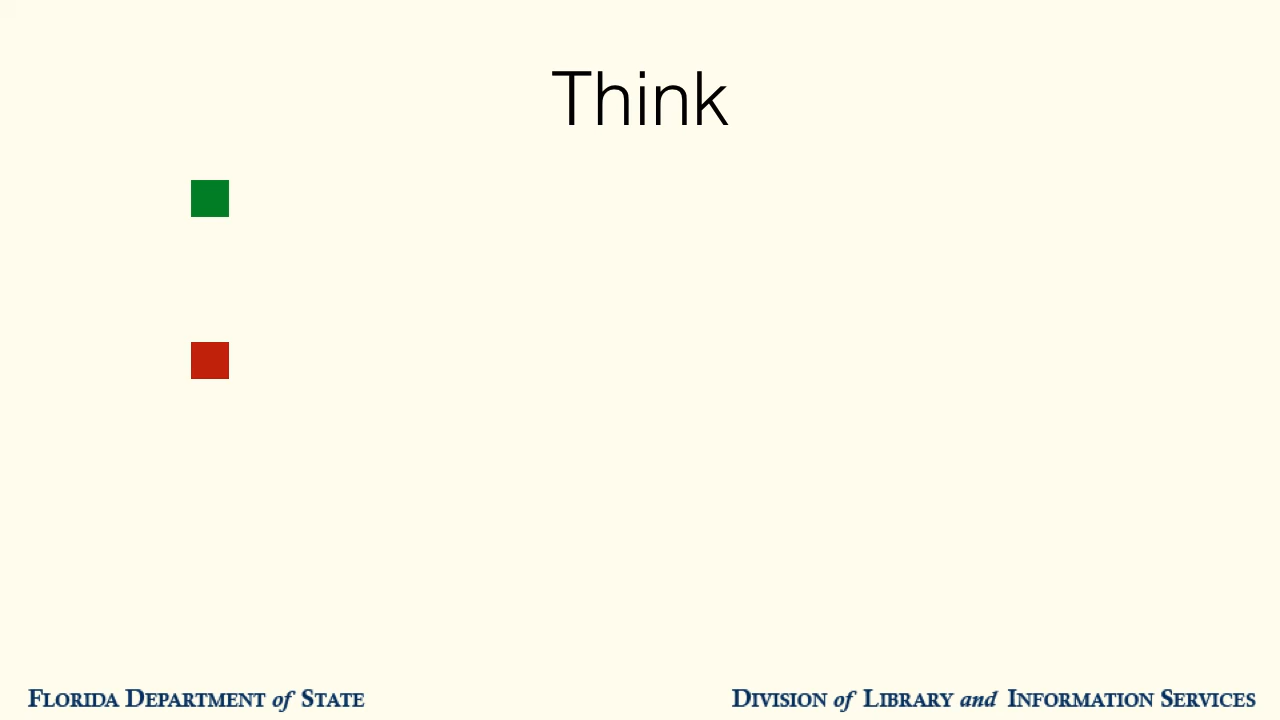 Think
Florida Department of State
Division of Library and Information Services